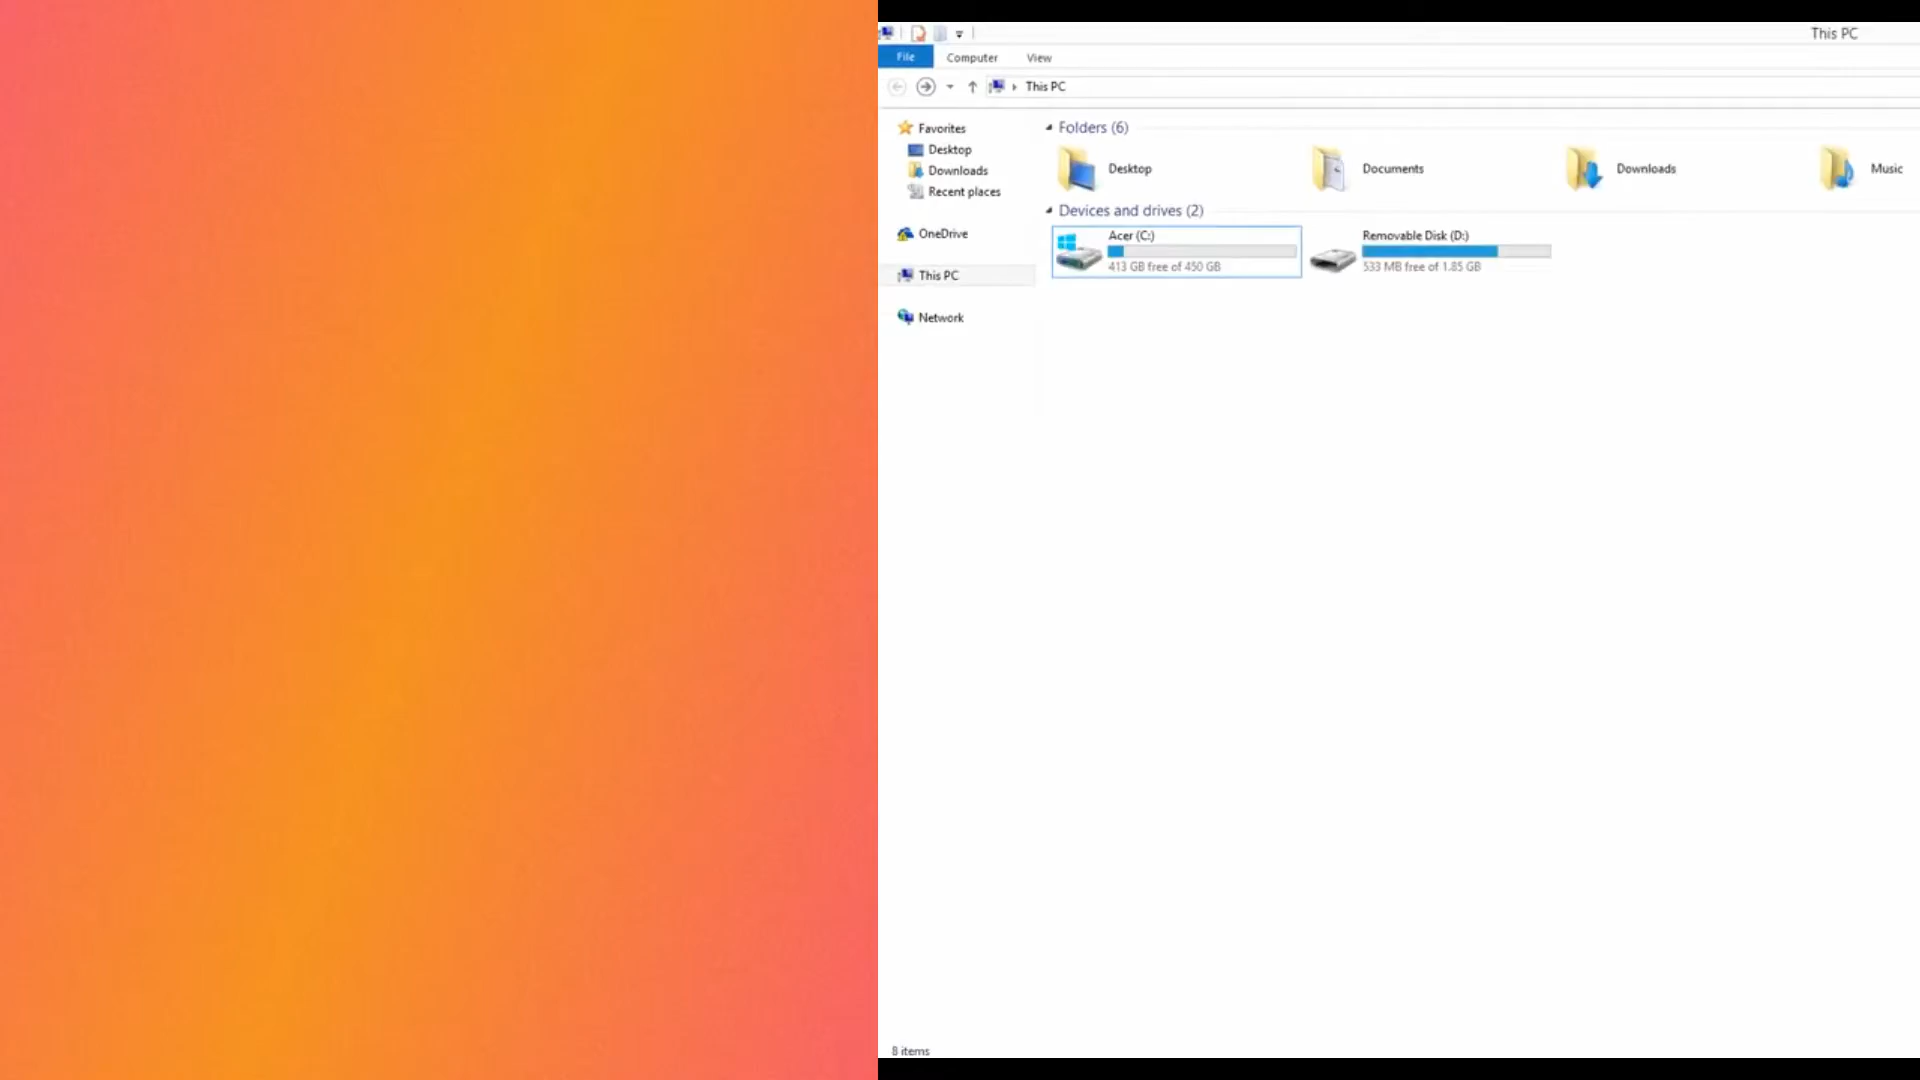 This PC
File Computer View
This PC
Favorites
Desktop
Downloads
Recent places
OneDrive
This PC
Network
Folders (6)
Desktop Documents Downloads Music
Devices and drives (2)
Acer (C:)
413 GB free of 450 GB
Removable Disk (D:)
533 MB free of 1.85 GB
8 items